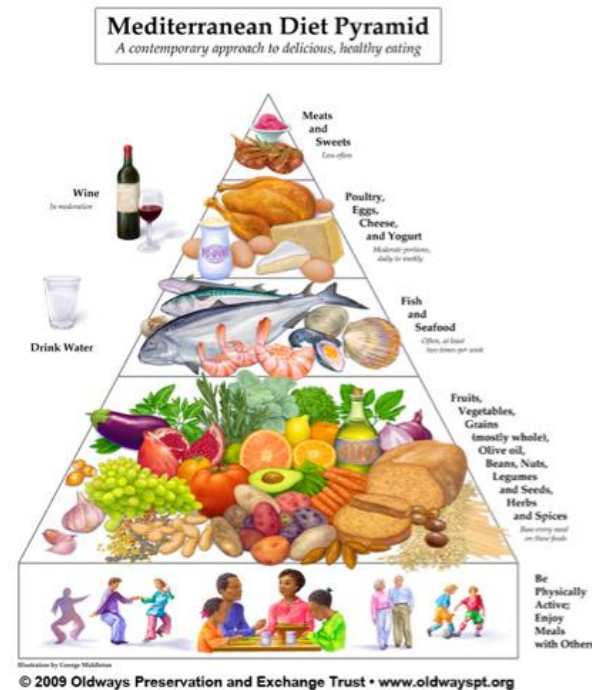 Mediterranean Diet Pyramid
A contemporary approach to delicious, healthy eating
Meats
and
Sweets
Less often
Wine
In moderation
Poultry,
Eggs,
Cheese,
and Yogurt
Moderate portions,
daily to weekly
Drink Water
Fish
and
Seafood
Often, at least
two times per week
Fruits,
Vegetables,
Grains
(mostly whole),
Olive oil,
Beans, Nuts,
Legumes
and Seeds,
Herbs
and Spices
Base every meal
on these foods
Be
Physically
Active;
Enjoy
Meals
with Others
Illustration by George Middleton
© 2009 Oldways Preservation and Exchange Trust • www.oldwayspt.org